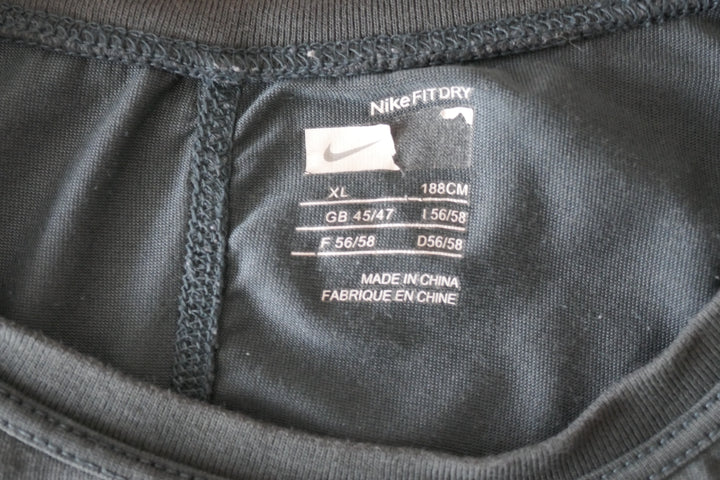 NikeFITDRY
XL 188CM
GB 45/47 I 56/58
F 56/58 D56/58
MADE IN CHINA
FABRIQUE EN CHINE